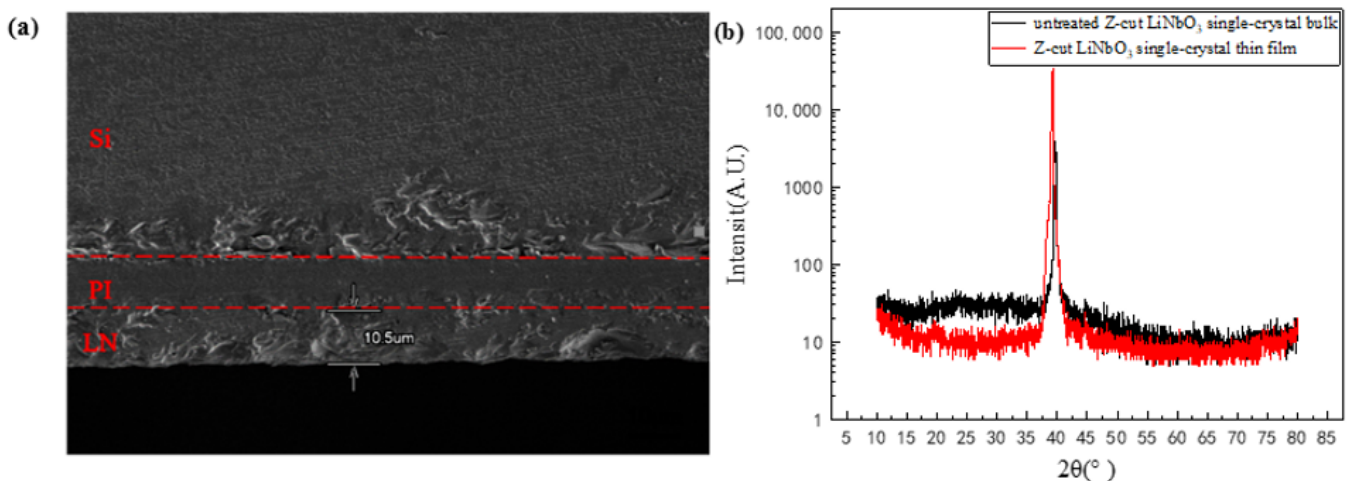 (a)
Si
PI
LN
10.5um
(b)
untreated Z-cut LiNbO₃ single-crystal bulk
Z-cut LiNbO₃ single-crystal thin film
Intensit(A.U.)
100,000
10,000
1000
100
10
1
5 10 15 20 25 30 35 40 45 50 55 60 65 70 75 80 85
2θ(° )